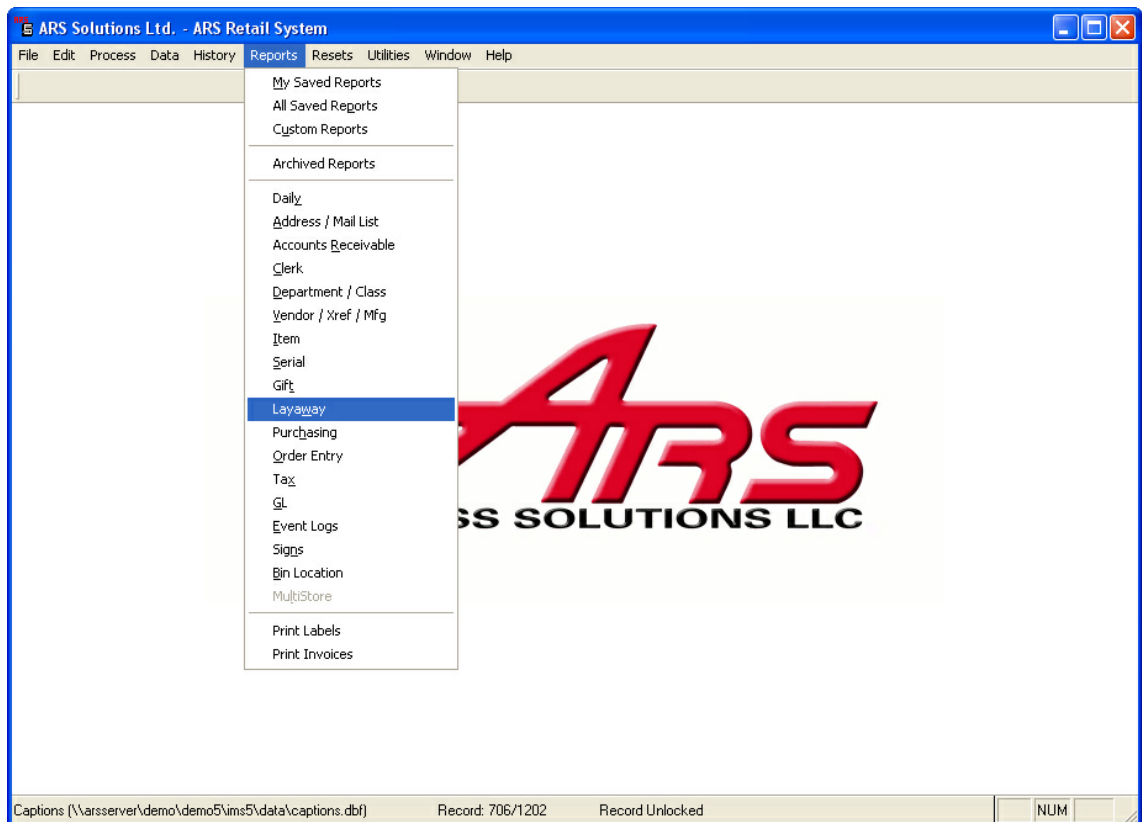 ARS Solutions Ltd. - ARS Retail System
File Edit Process Data History Reports Resets Utilities Window Help
My Saved Reports
All Saved Reports
Custom Reports
Archived Reports
Daily
Address / Mail List
Accounts Receivable
Clerk
Department / Class
Vendor / Xref / Mfg
Item
Serial
Gift
Layaway
Purchasing
Order Entry
Tax
GL
Event Logs
Signs
Bin Location
MultiStore
Print Labels
Print Invoices
ARS
SS SOLUTIONS LLC
Captions (\\arsserver\demo\demo5\ims5\data\captions.dbf) Record: 706/1202 Record Unlocked NUM